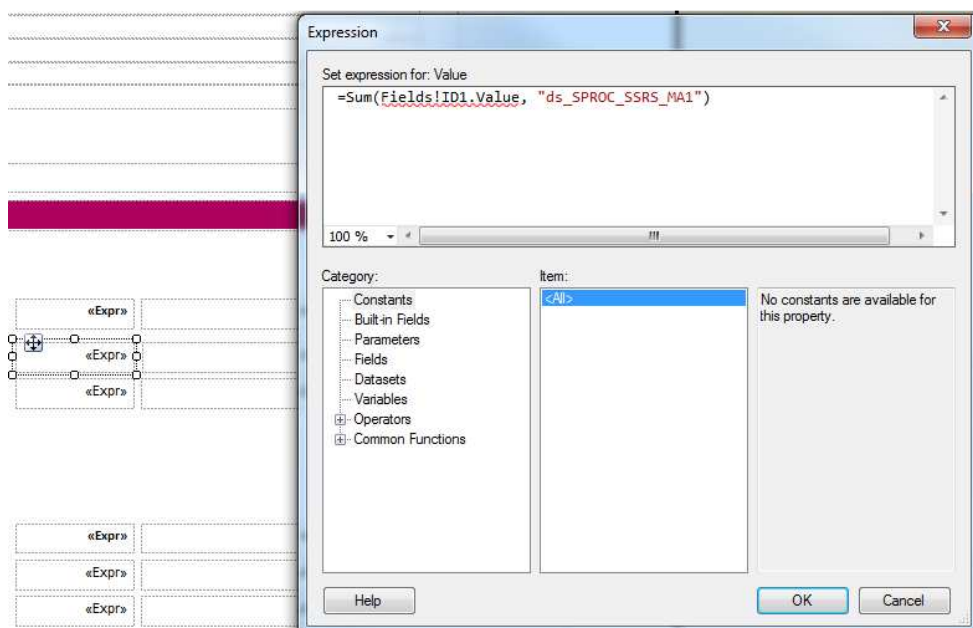 Expression
Set expression for: Value
=Sum(Fields!ID1.Value, "ds_SPROC_SSRS_MA1")
100 %
Category:
Item:
Constants
Built-in Fields
Parameters
Fields
Datasets
Variables
Operators
Common Functions
<All>
No constants are available for
this property.
«Expr»
«Expr»
«Expr»
«Expr»
«Expr»
«Expr»
Help
OK
Cancel